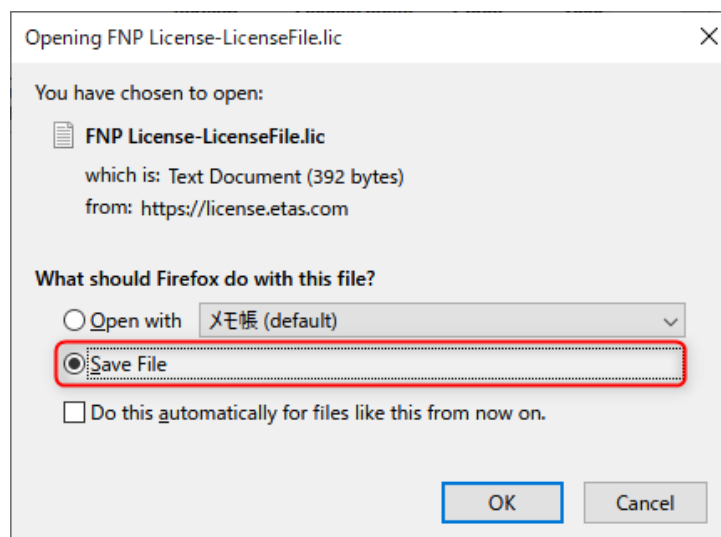 Opening FNP License-LicenseFile.lic
You have chosen to open:
FNP License-LicenseFile.lic
which is: Text Document (392 bytes)
from: https://license.etas.com
What should Firefox do with this file?
Open with メモ帳 (default)
Save File
Do this automatically for files like this from now on.
OK Cancel